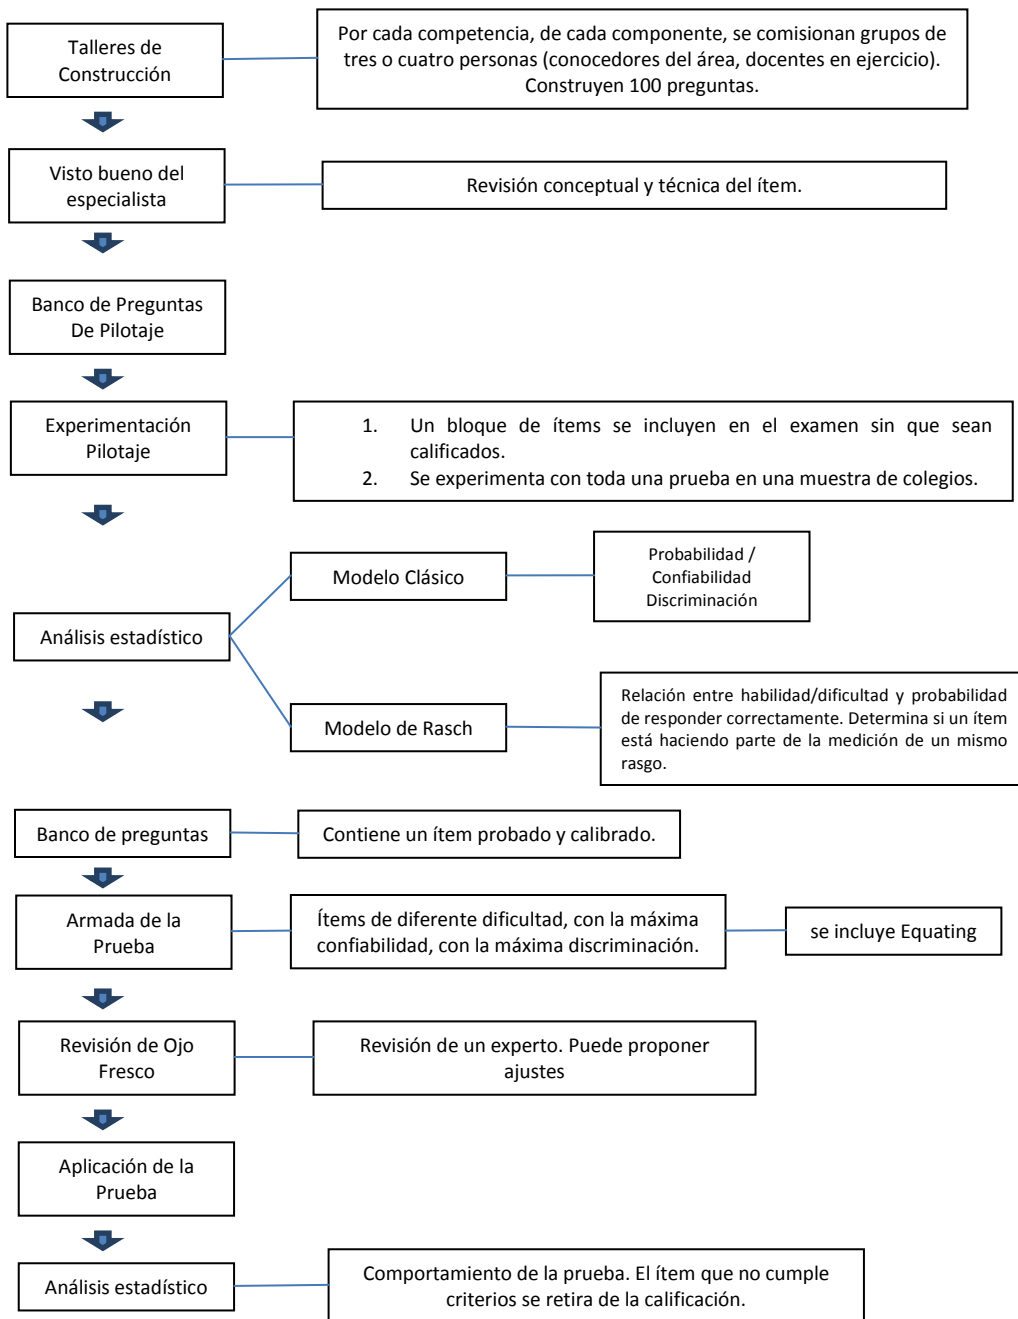 Talleres de
Construcción
Por cada competencia, de cada componente, se comisionan grupos de
tres o cuatro personas (conocedores del área, docentes en ejercicio).
Construyen 100 preguntas.
Visto bueno del
especialista
Revisión conceptual y técnica del ítem.
Banco de Preguntas
De Pilotaje
Experimentación
Pilotaje
1. Un bloque de ítems se incluyen en el examen sin que sean
calificados.
2. Se experimenta con toda una prueba en una muestra de colegios.
Análisis estadístico
Modelo Clásico
Probabilidad /
Confiabilidad
Discriminación
Modelo de Rasch
Relación entre habilidad/dificultad y probabilidad
de responder correctamente. Determina si un ítem
está haciendo parte de la medición de un mismo
rasgo.
Banco de preguntas
Contiene un ítem probado y calibrado.
Armada de la
Prueba
Ítems de diferente dificultad, con la máxima
confiabilidad, con la máxima discriminación.
se incluye Equating
Revisión de Ojo
Fresco
Revisión de un experto. Puede proponer
ajustes
Aplicación de la
Prueba
Análisis estadístico
Comportamiento de la prueba. El ítem que no cumple
criterios se retira de la calificación.